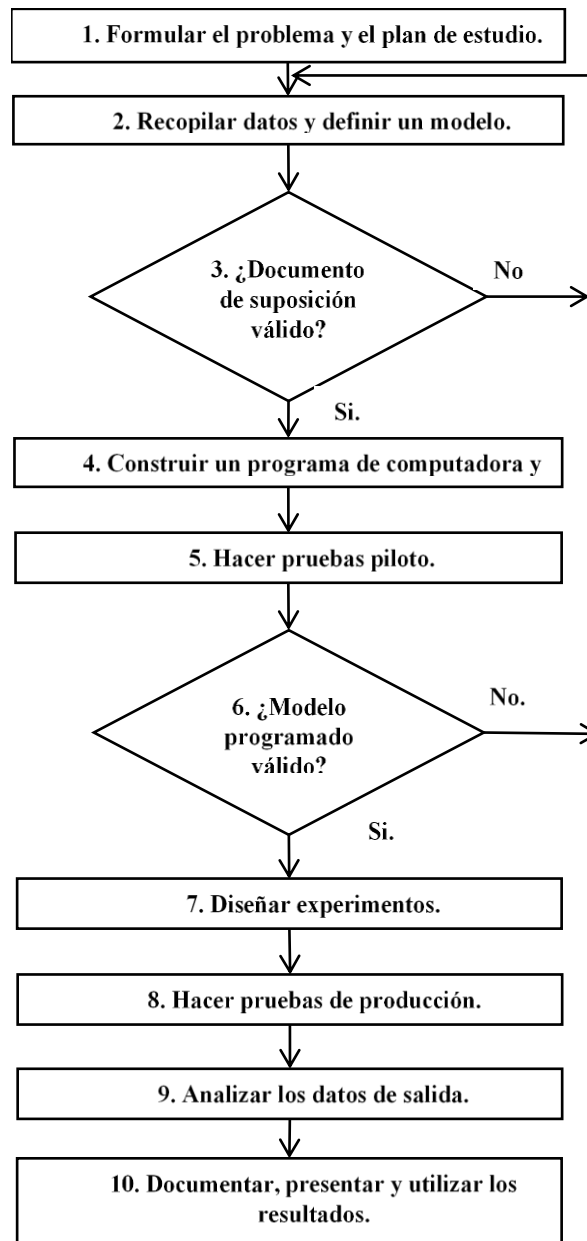 1. Formular el problema y el plan de estudio.
2. Recopilar datos y definir un modelo.
3. ¿Documento
de suposición
válido?
No
Si.
4. Construir un programa de computadora y
5. Hacer pruebas piloto.
6. ¿Modelo
programado
válido?
No.
Si.
7. Diseñar experimentos.
8. Hacer pruebas de producción.
9. Analizar los datos de salida.
10. Documentar, presentar y utilizar los
resultados.